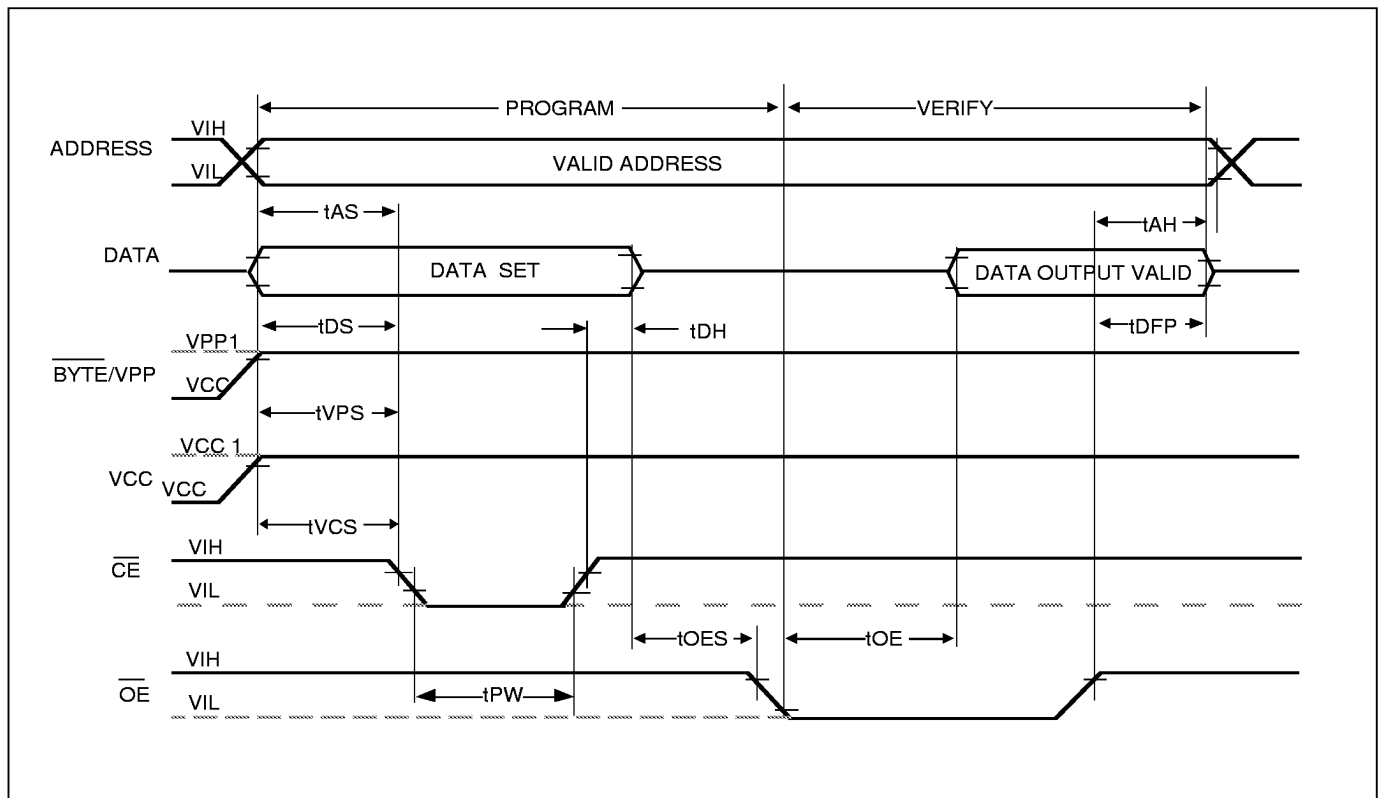 PROGRAM VERIFY
VIH
ADDRESS VALID ADDRESS
VIL
tAS tAH
DATA DATA SET DATA OUTPUT VALID
tDS tDH tDFP
VPP1
BYTE/VPP
VCC
tVPS
VCC 1
VCC VCC
tVCS
VIH
CE
VIL
tOES tOE
VIH
OE tPW
VIL